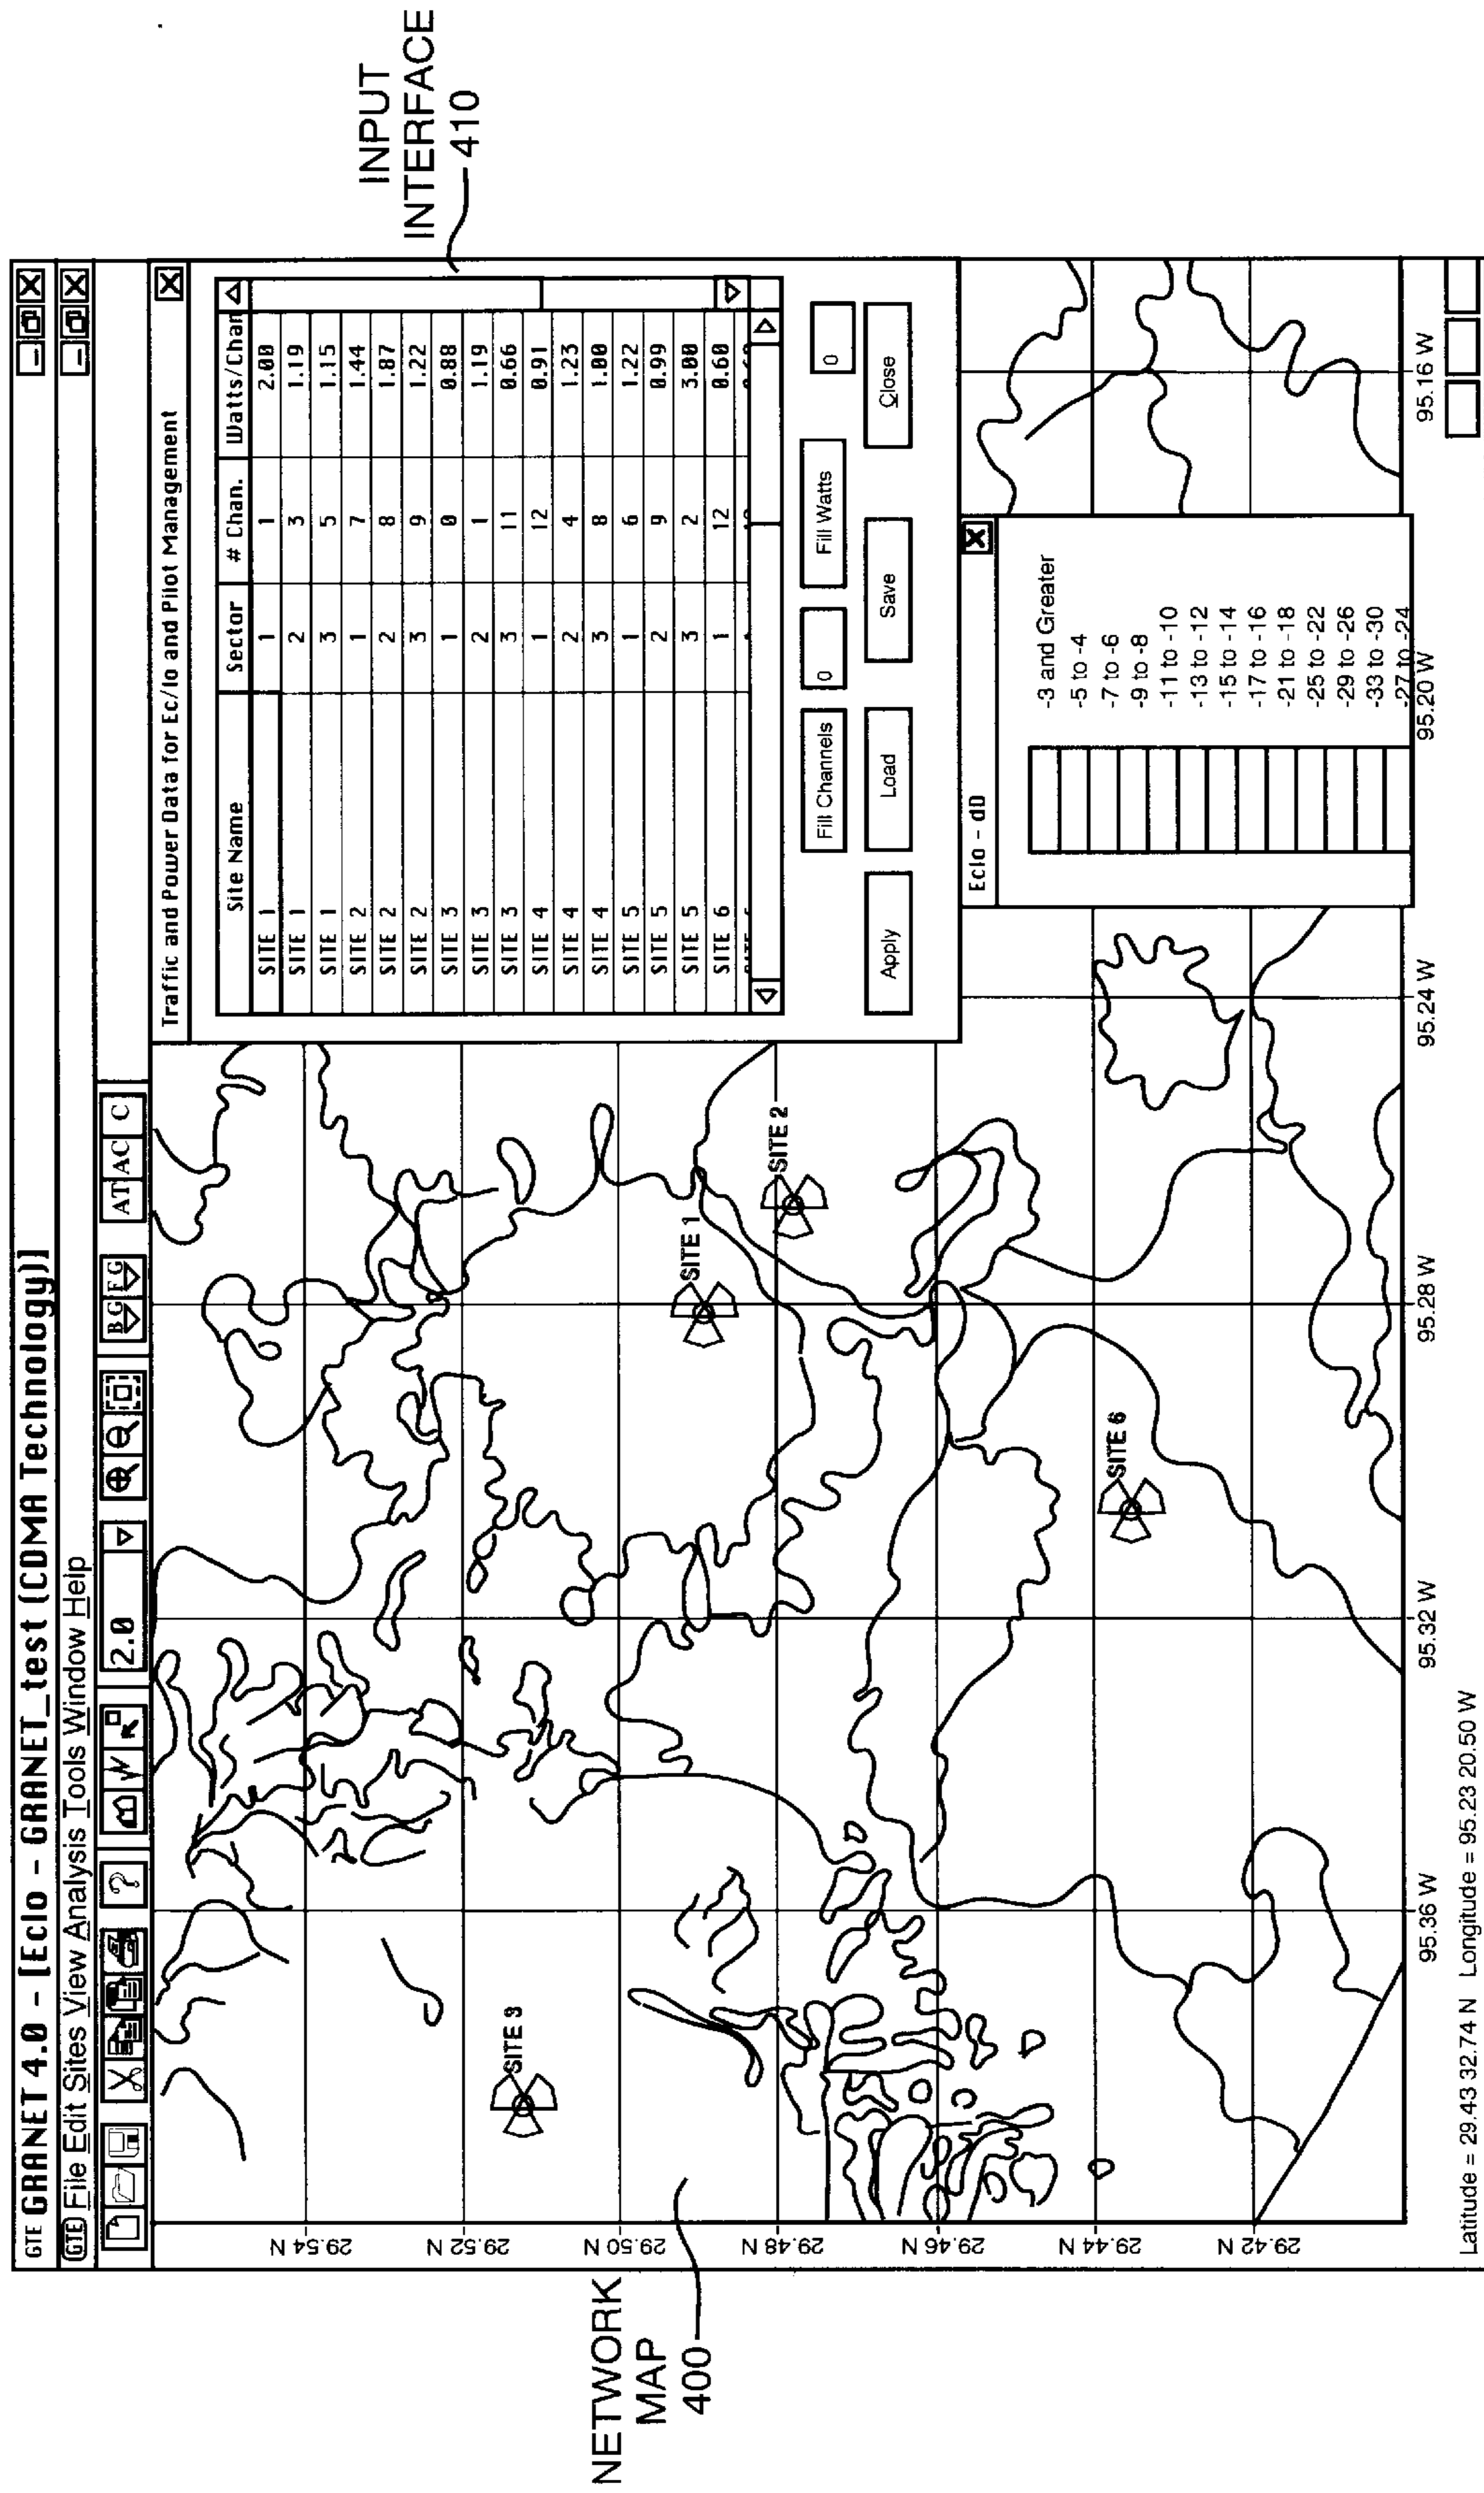 GTE GRANET 4.0 - [EcIo - GRANET_test (CDMA Technology)]
GTE File Edit Sites View Analysis Tools Window Help
? 2.0 BG FG AT AC C
Traffic and Power Data for Ec/Io and Pilot Management
Site Name Sector # Chan. Watts/Chan
SITE 1 1 1 2.00
SITE 1 2 3 1.19
SITE 1 3 5 1.15
SITE 2 1 7 1.44
SITE 2 2 8 1.87
SITE 2 3 9 1.22
SITE 3 1 0 0.88
SITE 3 2 1 1.19
SITE 3 3 11 0.66
SITE 4 1 12 0.91
SITE 4 2 4 1.23
SITE 4 3 8 1.00
SITE 5 1 6 1.22
SITE 5 2 9 0.99
SITE 5 3 2 3.00
SITE 6 1 12 0.60
Fill Channels 0 Fill Watts 0
Apply Load Save Close
INPUT
INTERFACE
410
NETWORK
MAP
400
29.54 N
29.52 N
29.50 N
29.48 N
29.46 N
29.44 N
29.42 N
SITE 3
SITE 1
SITE 2
SITE 6
EcIo - dD
-3 and Greater
-5 to -4
-7 to -6
-9 to -8
-11 to -10
-13 to -12
-15 to -14
-17 to -16
-21 to -18
-25 to -22
-29 to -26
-33 to -30
-27 to -24
95.36 W
95.32 W
95.28 W
95.24 W
95.20 W
95.16 W
Latitude = 29.43 32.74 N Longitude = 95.23 20.50 W